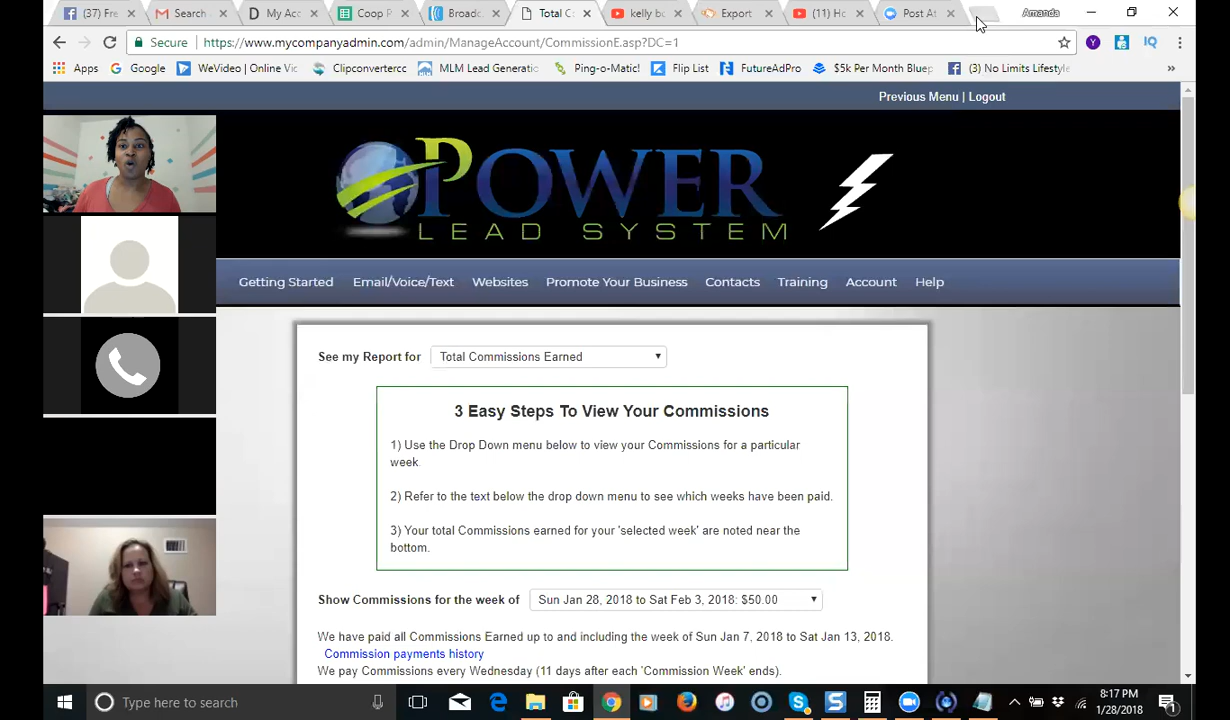 (37) Fre
Search
My Acc
Coop P
Broadc
Total C
kelly bo
Export
(11) Ho
Post At
Amanda
Secure https://www.mycompanyadmin.com/admin/ManageAccount/CommissionE.asp?DC=1
Apps Google WeVideo | Online Vic Clipconvertercc MLM Lead Generatio Ping-o-Matic! Flip List FutureAdPro $5k Per Month Bluep (3) No Limits Lifestyle
Previous Menu | Logout
POWER
LEAD SYSTEM
Getting Started Email/Voice/Text Websites Promote Your Business Contacts Training Account Help
See my Report for Total Commissions Earned
3 Easy Steps To View Your Commissions
1) Use the Drop Down menu below to view your Commissions for a particular
week.
2) Refer to the text below the drop down menu to see which weeks have been paid.
3) Your total Commissions earned for your 'selected week' are noted near the
bottom.
Show Commissions for the week of Sun Jan 28, 2018 to Sat Feb 3, 2018: $50.00
We have paid all Commissions Earned up to and including the week of Sun Jan 7, 2018 to Sat Jan 13, 2018.
Commission payments history
We pay Commissions every Wednesday (11 days after each 'Commission Week' ends).
Type here to search
8:17 PM
1/28/2018